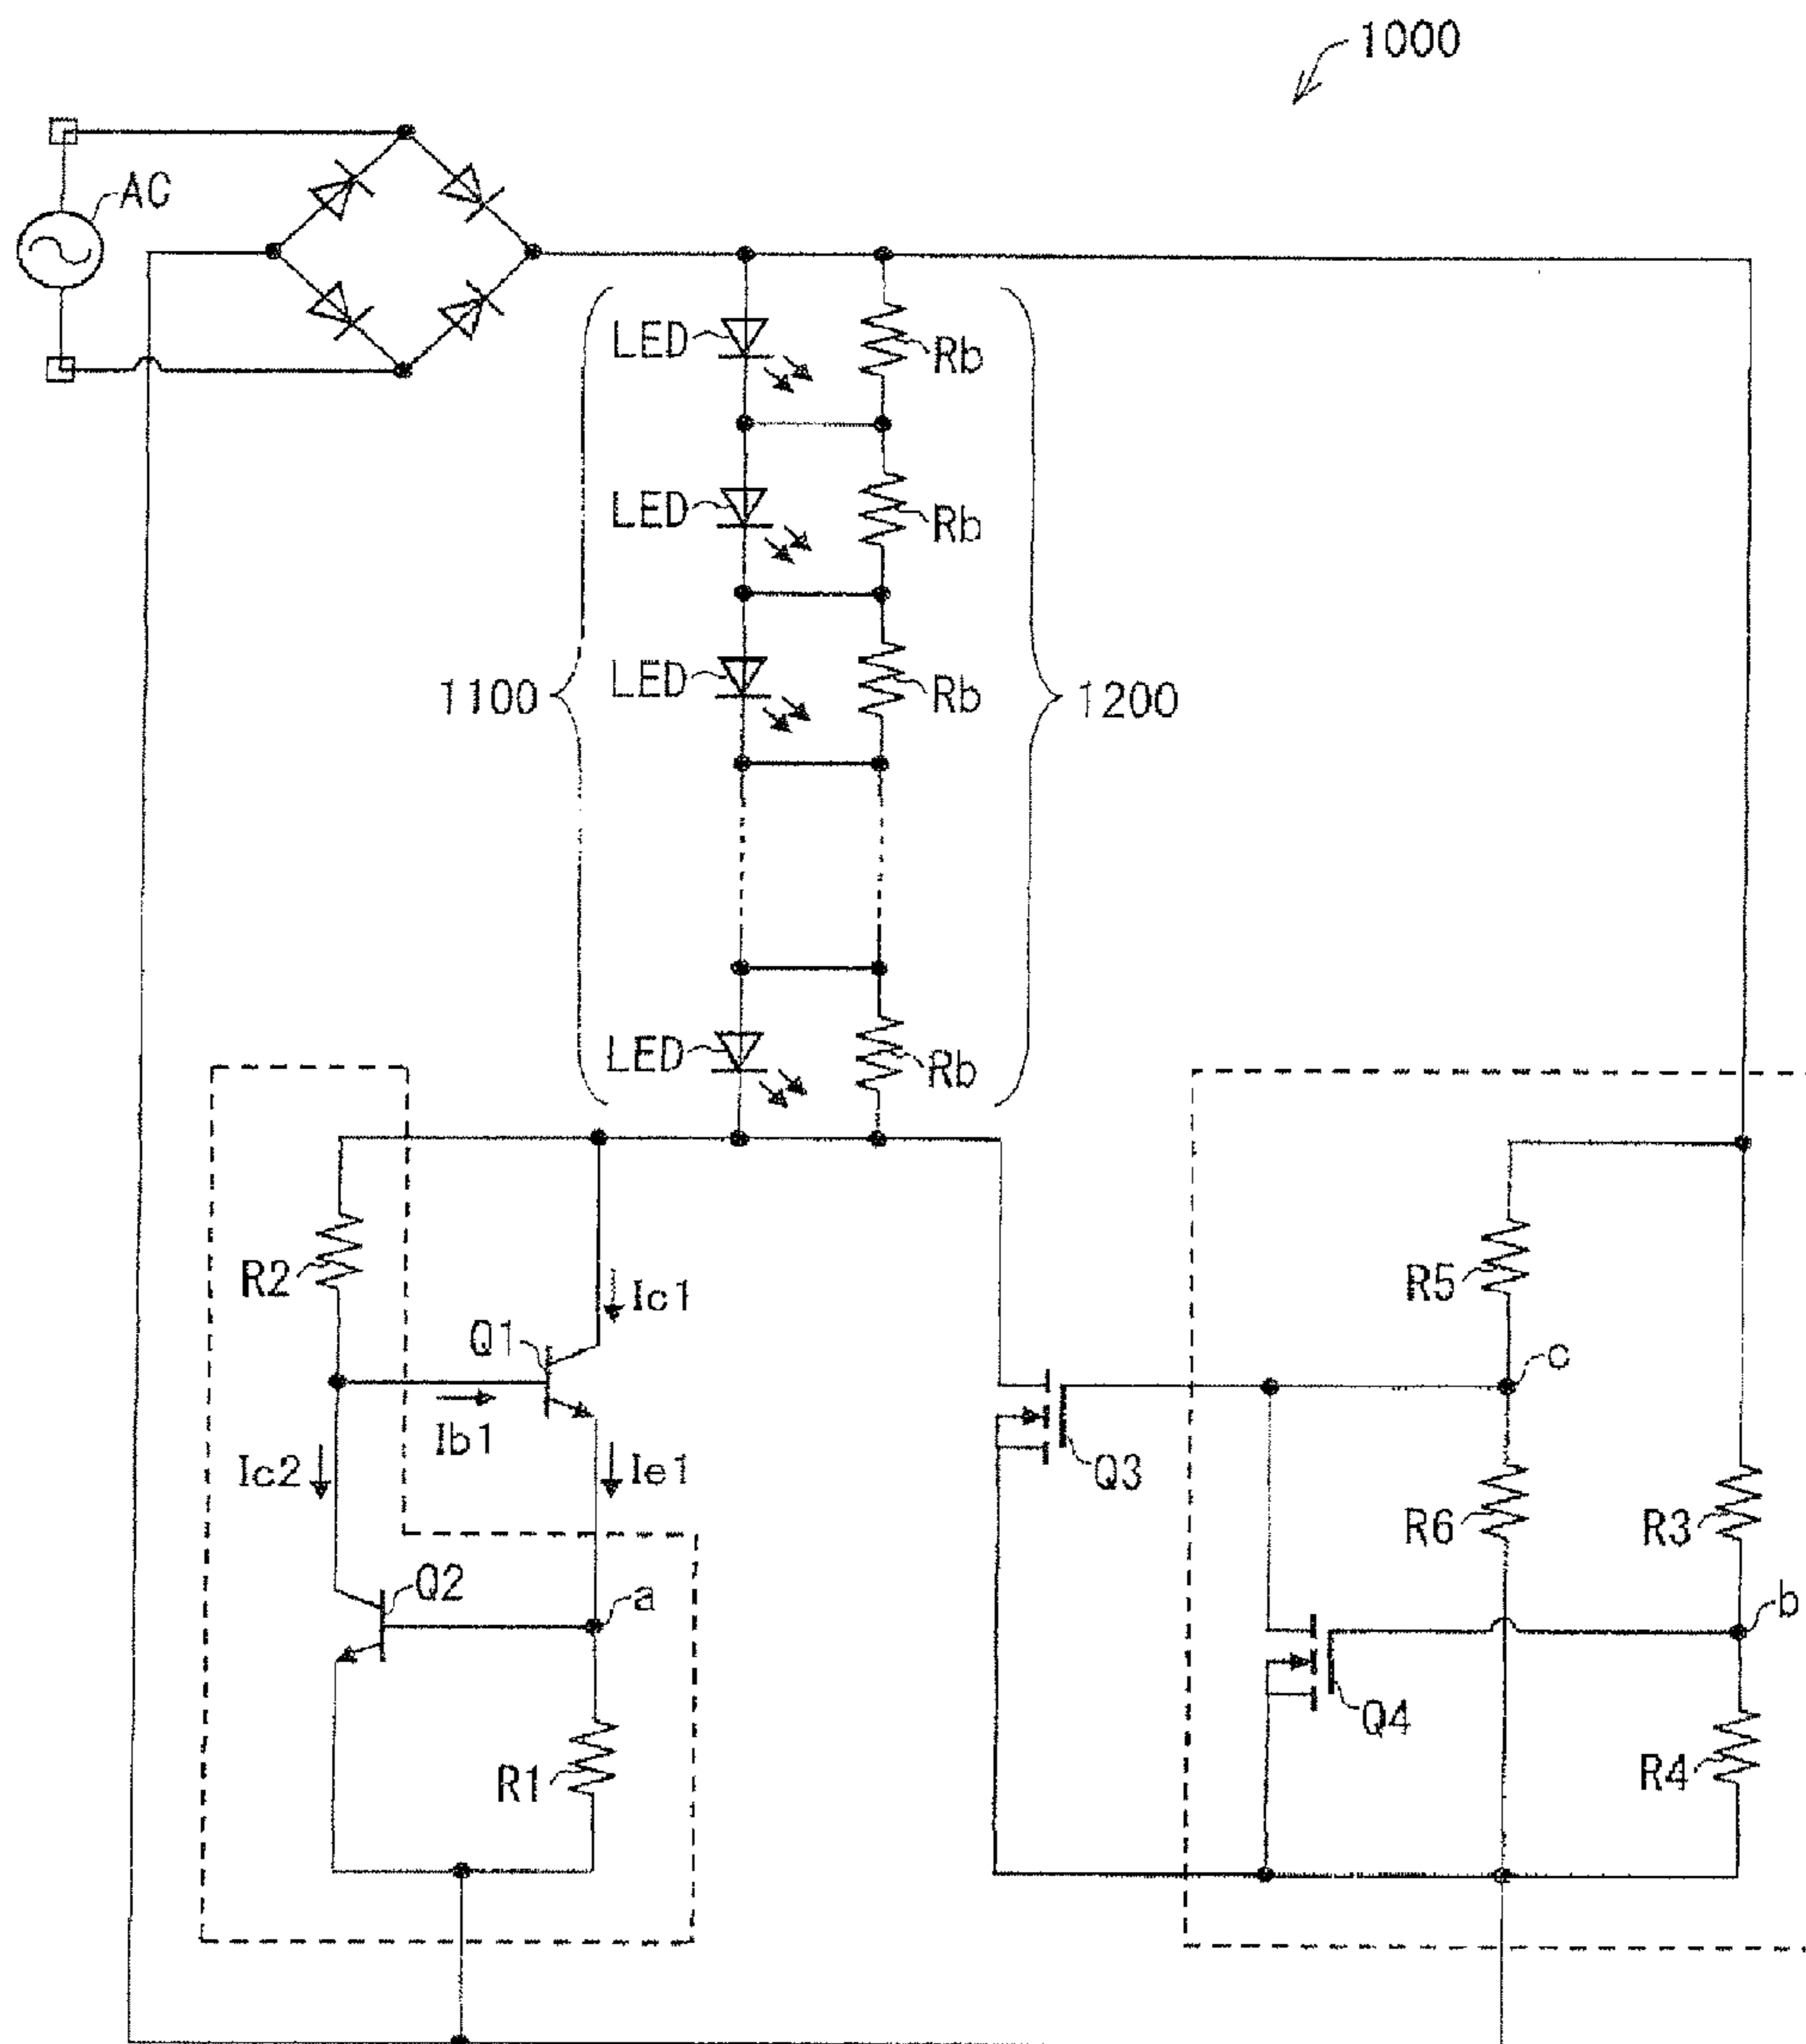 1000
AC
LED
Rb
LED
Rb
LED
Rb
1100
1200
LED
Rb
R2
Ic1
R5
Q1
c
Ib1
Ic2
Ie1
Q3
R6
R3
Q2
a
b
Q4
R1
R4